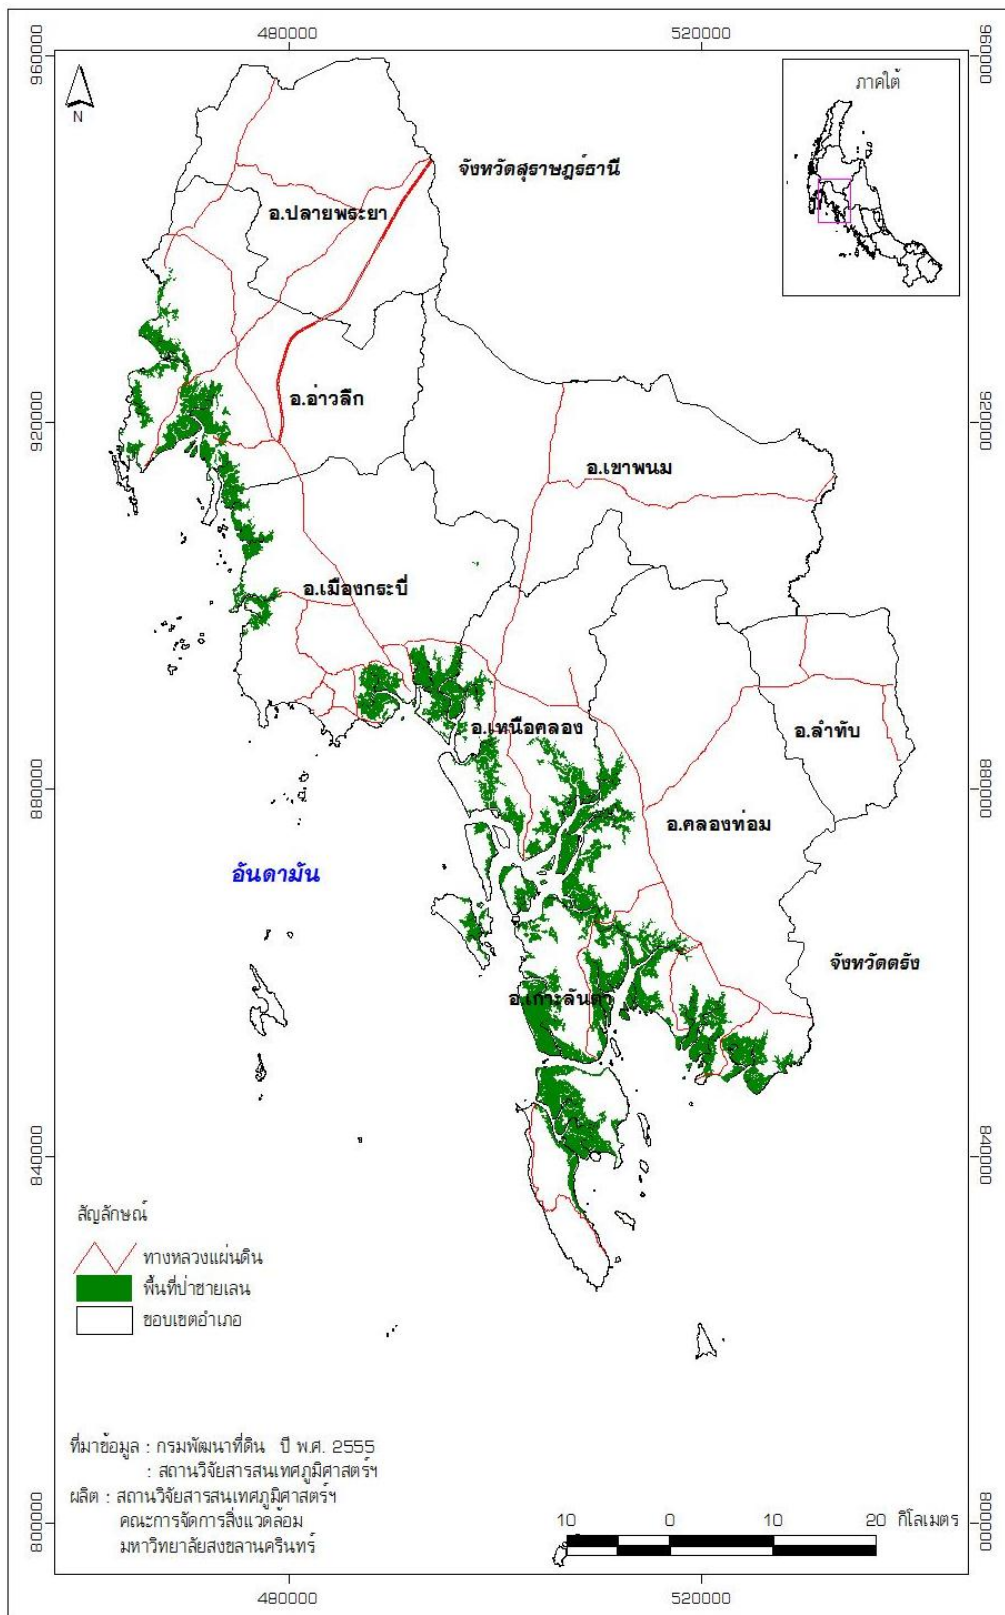 480000
520000
960000
960000
N
ภาคใต้
จังหวัดสุราษฎร์ธานี
อ.ปลายพระยา
อ.อ่าวลึก
920000
920000
อ.เขาพนม
อ.เมืองกระบี่
อ.เหนือคลอง
อ.ลำทับ
880000
880000
อ.คลองท่อม
อันดามัน
จังหวัดตรัง
อ.เกาะลันตา
840000
840000
สัญลักษณ์
ทางหลวงแผ่นดิน
พื้นที่ป่าชายเลน
ขอบเขตอำเภอ
ที่มาข้อมูล : กรมพัฒนาที่ดิน ปี พ.ศ. 2555
: สถานวิจัยสารสนเทศภูมิศาสตร์ฯ
ผลิต : สถานวิจัยสารสนเทศภูมิศาสตร์ฯ
คณะการจัดการสิ่งแวดล้อม
มหาวิทยาลัยสงขลานครินทร์
10 0 10 20 กิโลเมตร
800000
800000
480000
520000